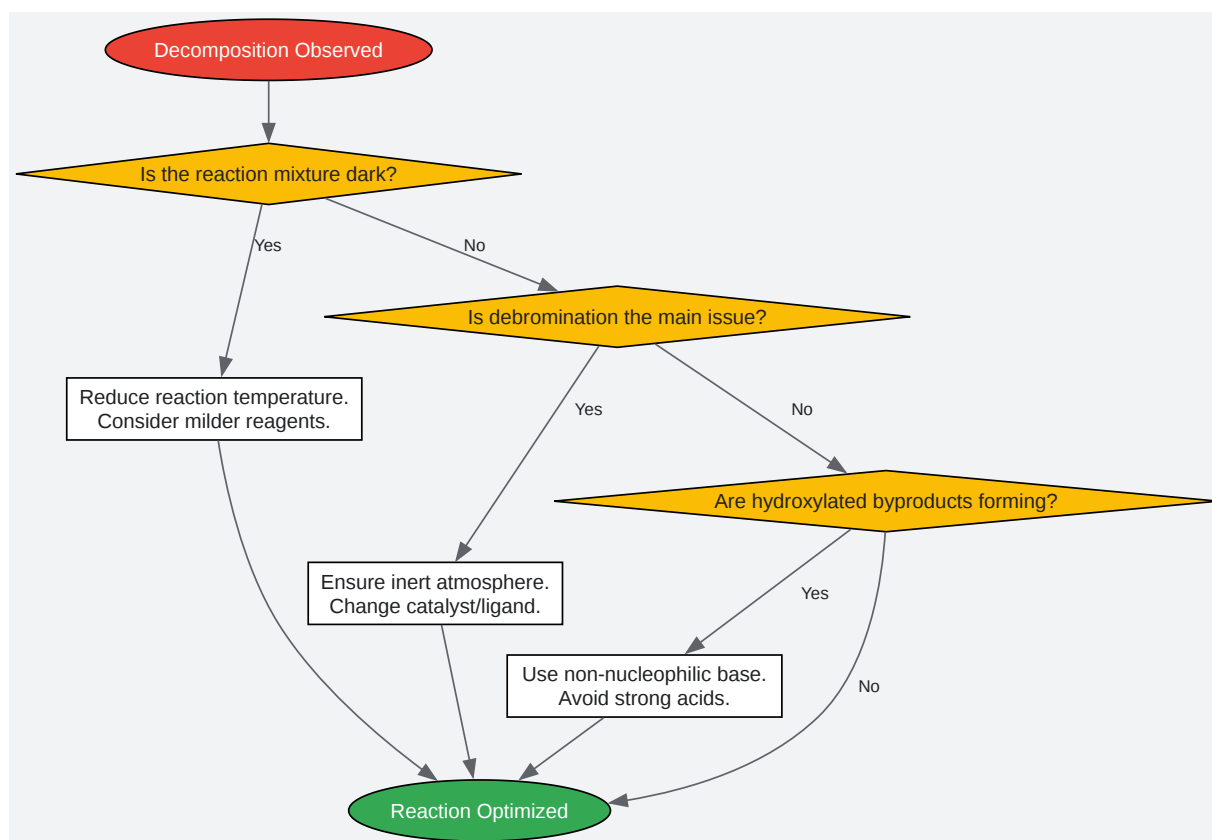 Decomposition Observed
Is the reaction mixture dark?
Yes
No
Is debromination the main issue?
Reduce reaction temperature.
Consider milder reagents.
Yes
No
Are hydroxylated byproducts forming?
Ensure inert atmosphere.
Change catalyst/ligand.
Yes
Use non-nucleophilic base.
Avoid strong acids.
No
Reaction Optimized